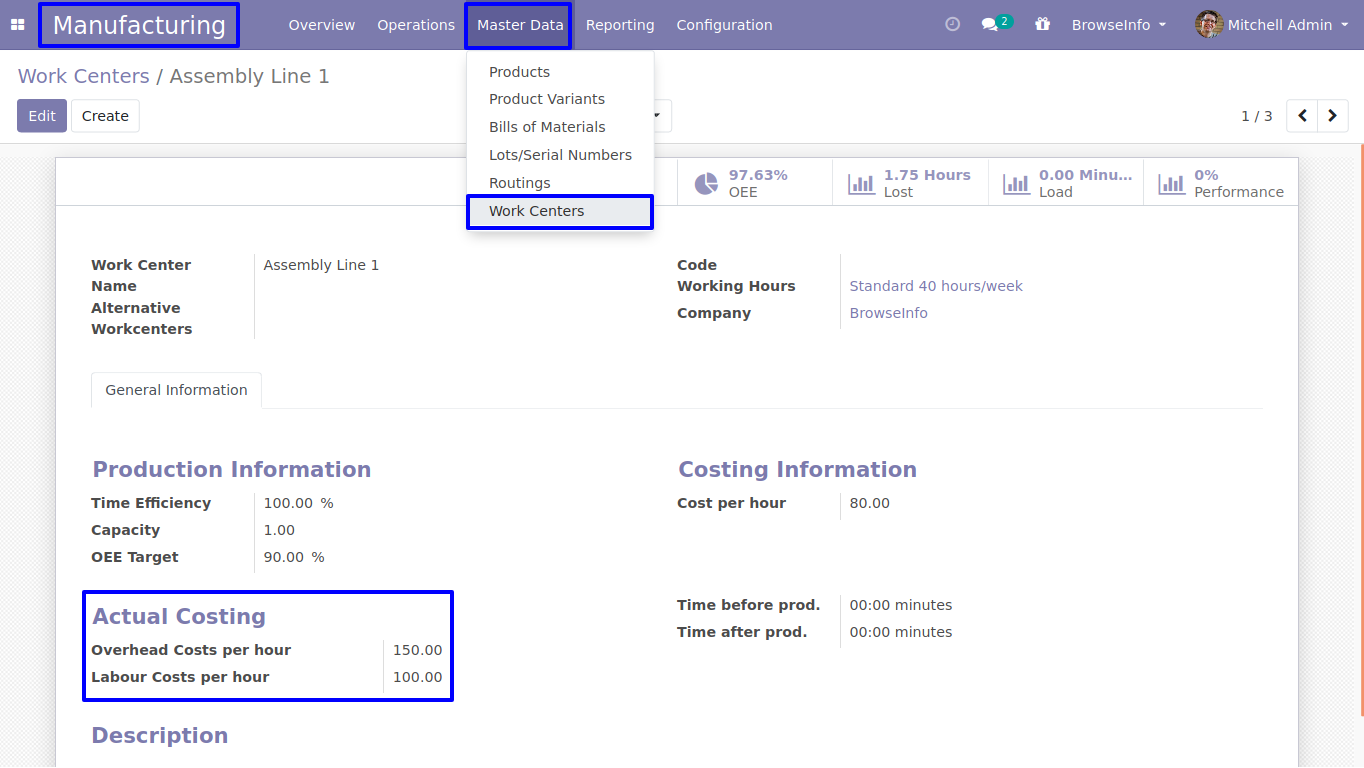 Manufacturing Overview Operations Master Data Reporting Configuration 2 BrowseInfo Mitchell Admin
Work Centers / Assembly Line 1
Edit Create
1 / 3
Products
Product Variants
Bills of Materials
Lots/Serial Numbers
Routings
Work Centers
97.63%
OEE
1.75 Hours
Lost
0.00 Minu...
Load
0%
Performance
Work Center Name
Assembly Line 1
Alternative Workcenters
Code
Working Hours Standard 40 hours/week
Company BrowseInfo
General Information
Production Information
Time Efficiency 100.00 %
Capacity 1.00
OEE Target 90.00 %
Costing Information
Cost per hour 80.00
Actual Costing
Overhead Costs per hour 150.00
Labour Costs per hour 100.00
Time before prod. 00:00 minutes
Time after prod. 00:00 minutes
Description